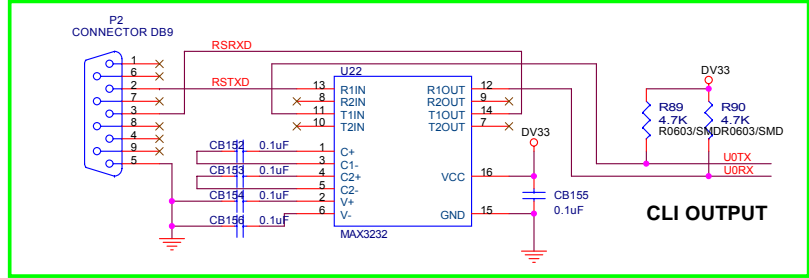 P2
CONNECTOR DB9
1
6
2
7
3
8
4
9
5
RSRXD
RSTXD
U22
13 R1IN R1OUT 12
8 R2IN R2OUT 9
11 T1IN T1OUT 14
10 T2IN T2OUT 7
1 C+
3 C1-
4 C2+
5 C2-
2 V+
6 V-
VCC 16
GND 15
MAX3232
CB152 0.1uF
CB153 0.1uF
CB154 0.1uF
CB156 0.1uF
DV33
CB155
0.1uF
DV33
R89
4.7K
R0603/SMD
R90
4.7K
R0603/SMD
U0TX
U0RX
CLI OUTPUT